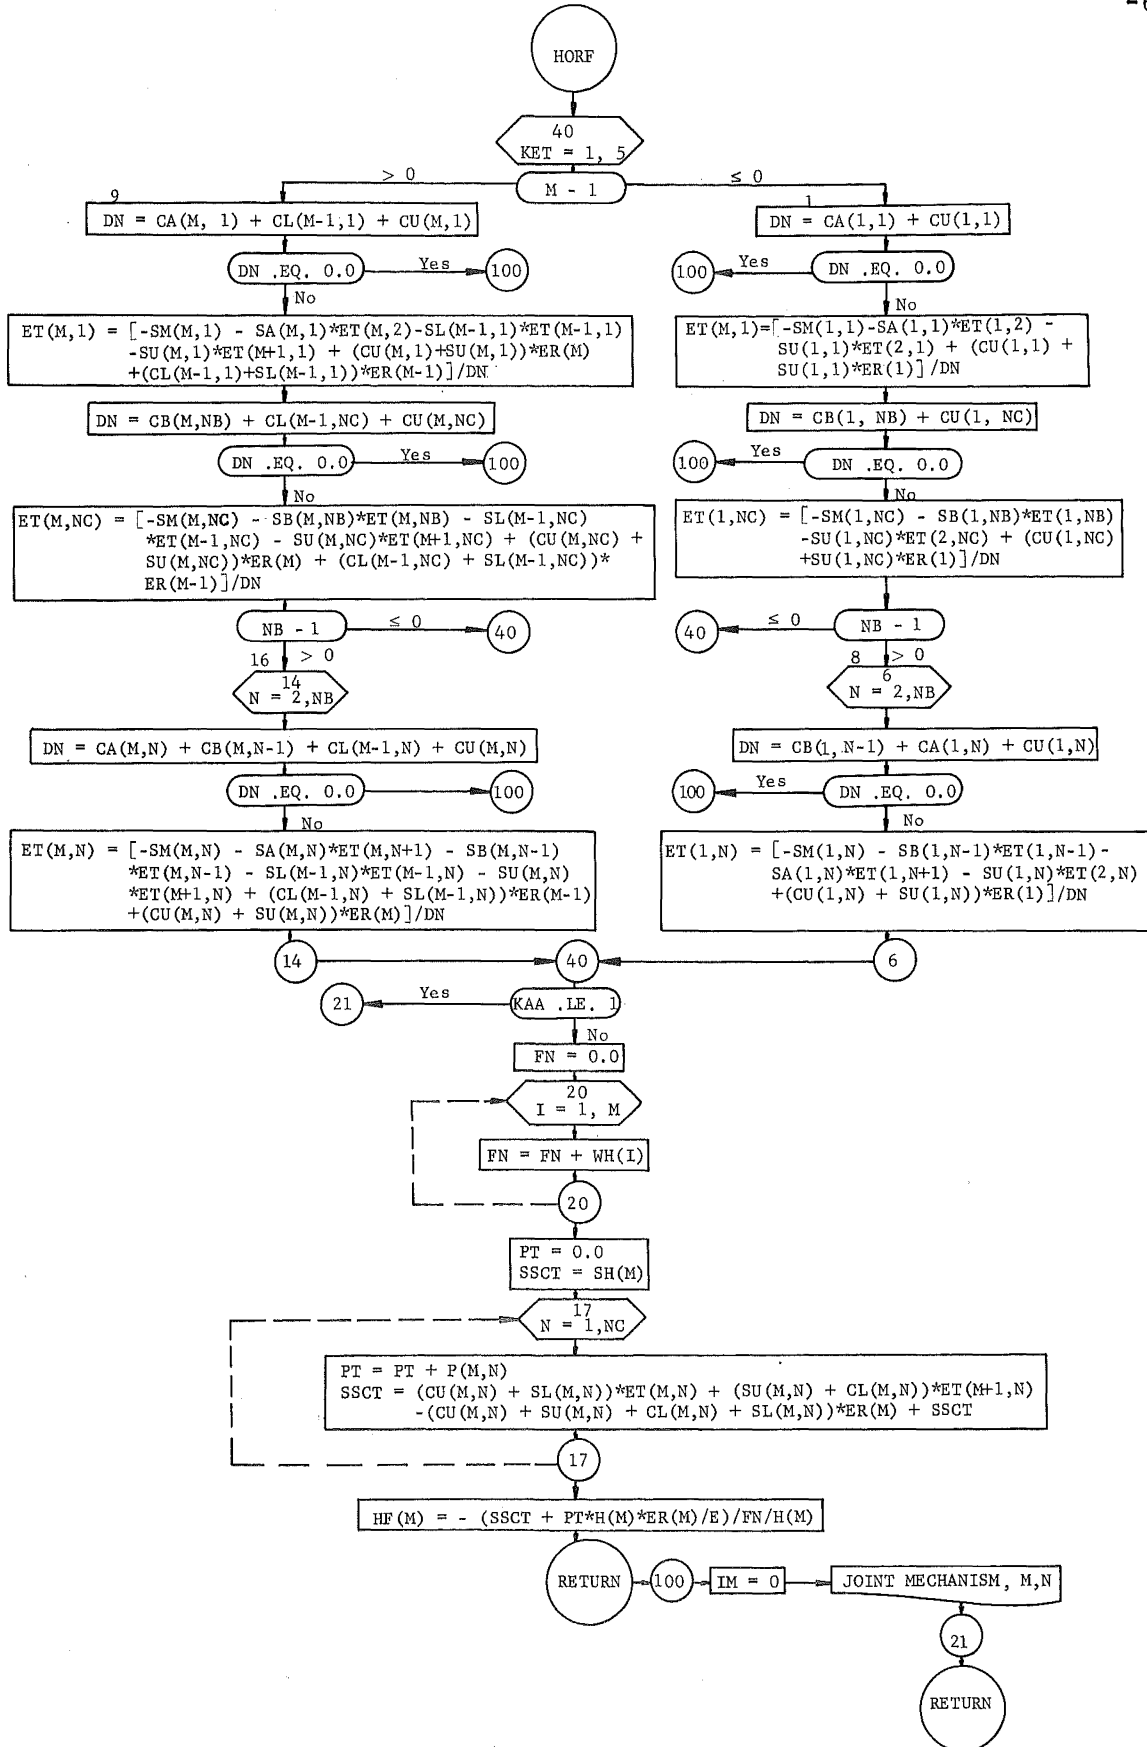 HORF
40
KET = 1, 5
> 0
M - 1
≤ 0
9
DN = CA(M, 1) + CL(M-1,1) + CU(M,1)
1
DN = CA(1,1) + CU(1,1)
DN .EQ. 0.0
Yes
100
100
Yes
DN .EQ. 0.0
No
No
ET(M,1) = [-SM(M,1) - SA(M,1)*ET(M,2)-SL(M-1,1)*ET(M-1,1)
-SU(M,1)*ET(M+1,1) + (CU(M,1)+SU(M,1))*ER(M)
+(CL(M-1,1)+SL(M-1,1))*ER(M-1)]/DN
ET(M,1)=[-SM(1,1)-SA(1,1)*ET(1,2) -
SU(1,1)*ET(2,1) + (CU(1,1) +
SU(1,1)*ER(1)]/DN
DN = CB(M,NB) + CL(M-1,NC) + CU(M,NC)
DN = CB(1, NB) + CU(1, NC)
DN .EQ. 0.0
Yes
100
100
Yes
DN .EQ. 0.0
No
No
ET(M,NC) = [-SM(M,NC) - SB(M,NB)*ET(M,NB) - SL(M-1,NC)
*ET(M-1,NC) - SU(M,NC)*ET(M+1,NC) + (CU(M,NC) +
SU(M,NC))*ER(M) + (CL(M-1,NC) + SL(M-1,NC))*
ER(M-1)]/DN
ET(1,NC) = [-SM(1,NC) - SB(1,NB)*ET(1,NB)
-SU(1,NC)*ET(2,NC) + (CU(1,NC)
+SU(1,NC)*ER(1)]/DN
NB - 1
≤ 0
40
40
≤ 0
NB - 1
16
> 0
8
> 0
14
N = 2,NB
6
N = 2,NB
DN = CA(M,N) + CB(M,N-1) + CL(M-1,N) + CU(M,N)
DN = CB(1, N-1) + CA(1,N) + CU(1,N)
DN .EQ. 0.0
100
100
Yes
DN .EQ. 0.0
No
No
ET(M,N) = [-SM(M,N) - SA(M,N)*ET(M,N+1) - SB(M,N-1)
*ET(M,N-1) - SL(M-1,N)*ET(M-1,N) - SU(M,N)
*ET(M+1,N) + (CL(M-1,N) + SL(M-1,N))*ER(M-1)
+(CU(M,N) + SU(M,N))*ER(M)]/DN
ET(1,N) = [-SM(1,N) - SB(1,N-1)*ET(1,N-1) -
SA(1,N)*ET(1,N+1) - SU(1,N)*ET(2,N)
+(CU(1,N) + SU(1,N))*ER(1)]/DN
14
40
6
21
Yes
KAA .LE. 1
No
FN = 0.0
20
I = 1, M
FN = FN + WH(I)
20
PT = 0.0
SSCT = SH(M)
17
N = 1,NC
PT = PT + P(M,N)
SSCT = (CU(M,N) + SL(M,N))*ET(M,N) + (SU(M,N) + CL(M,N))*ET(M+1,N)
-(CU(M,N) + SU(M,N) + CL(M,N) + SL(M,N))*ER(M) + SSCT
17
HF(M) = - (SSCT + PT*H(M)*ER(M)/E)/FN/H(M)
RETURN
100
IM = 0
JOINT MECHANISM, M,N
21
RETURN